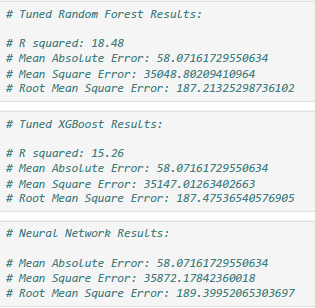 # Tuned Random Forest Results:
# R squared: 18.48
# Mean Absolute Error: 58.07161729550634
# Mean Square Error: 35048.80209410964
# Root Mean Square Error: 187.21325298736102
# Tuned XGBoost Results:
# R squared: 15.26
# Mean Absolute Error: 58.07161729550634
# Mean Square Error: 35147.01263402663
# Root Mean Square Error: 187.47536540576905
# Neural Network Results:
# Mean Absolute Error: 58.07161729550634
# Mean Square Error: 35872.17842360018
# Root Mean Square Error: 189.39952065303697